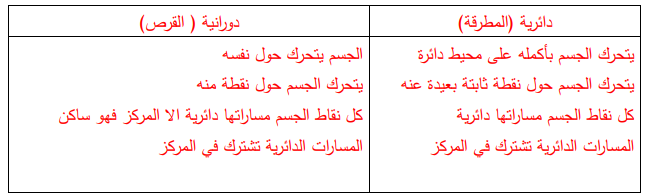 دائرية (المطرقة)
دورانية ( القرص)
يتحرك الجسم بأكمله على محيط دائرة
يتحرك الجسم حول نقطة ثابتة بعيدة عنه
كل نقاط الجسم مساراتها دائرية
المسارات الدائرية تشترك في المركز
الجسم يتحرك حول نفسه
يتحرك الجسم حول نقطة منه
كل نقاط الجسم مساراتها دائرية الا المركز فهو ساكن
المسارات الدائرية تشترك في المركز